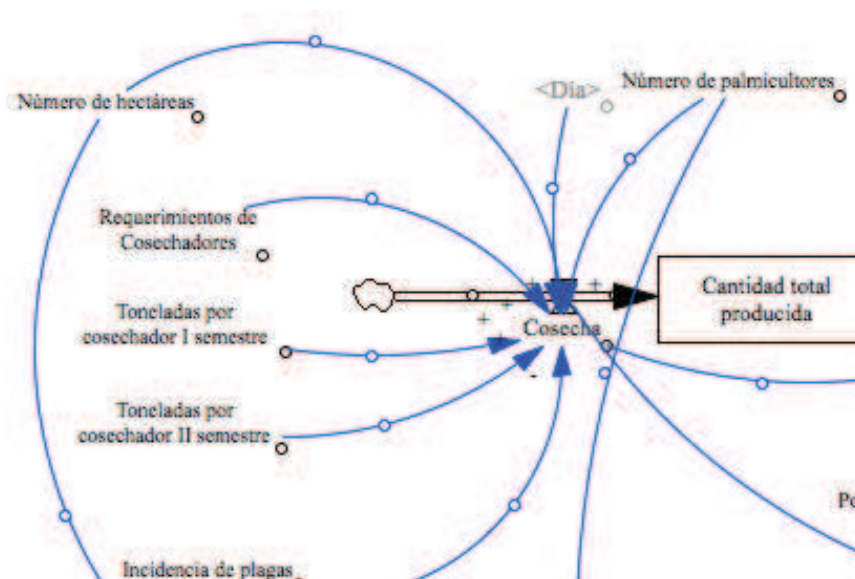 <Dia>
Número de palmicultores
Número de hectáreas
Requerimientos de
Cosechadores
Cantidad total
producida
Toneladas por
cosechador I semestre
Cosecha
Toneladas por
cosechador II semestre
Incidencia de plagas